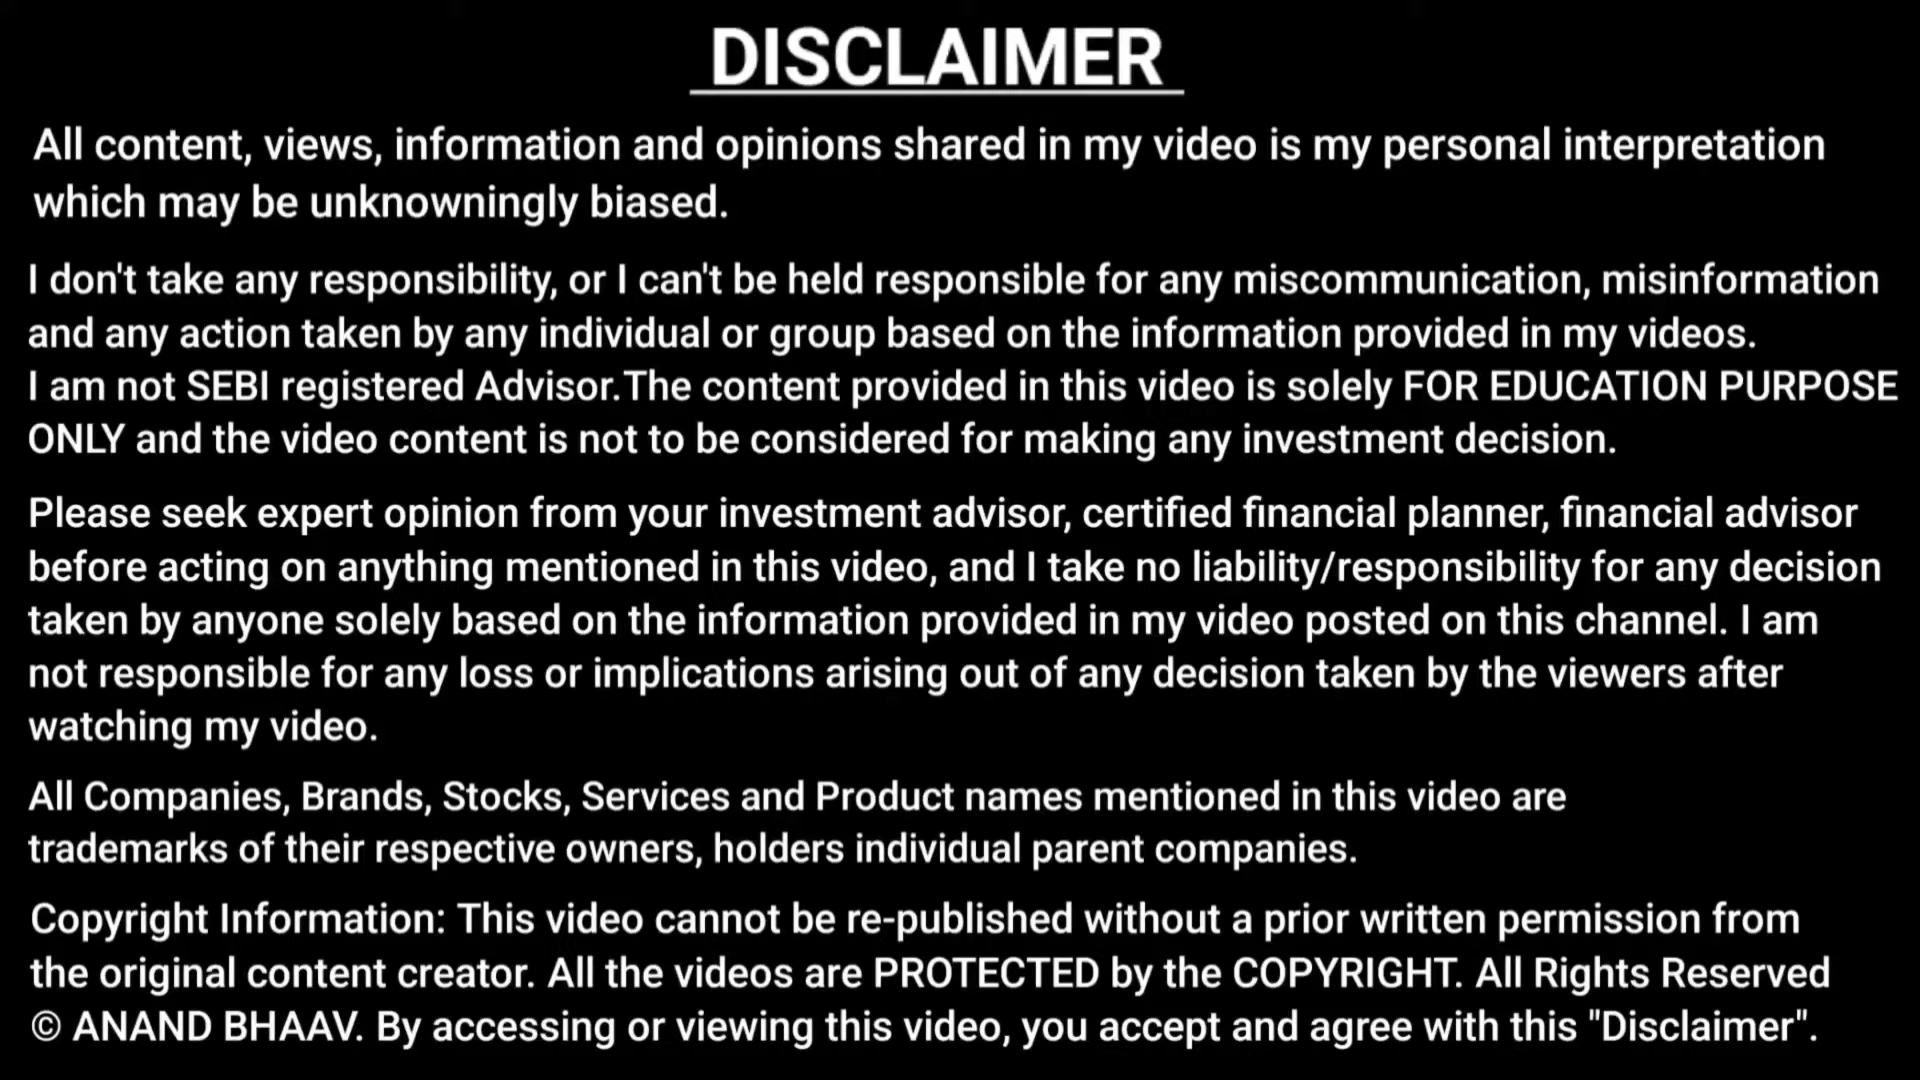 DISCLAIMER
All content, views, information and opinions shared in my video is my personal interpretation
which may be unknowningly biased.
I don't take any responsibility, or I can't be held responsible for any miscommunication, misinformation
and any action taken by any individual or group based on the information provided in my videos.
I am not SEBI registered Advisor.The content provided in this video is solely FOR EDUCATION PURPOSE
ONLY and the video content is not to be considered for making any investment decision.
Please seek expert opinion from your investment advisor, certified financial planner, financial advisor
before acting on anything mentioned in this video, and I take no liability/responsibility for any decision
taken by anyone solely based on the information provided in my video posted on this channel. I am
not responsible for any loss or implications arising out of any decision taken by the viewers after
watching my video.
All Companies, Brands, Stocks, Services and Product names mentioned in this video are
trademarks of their respective owners, holders individual parent companies.
Copyright Information: This video cannot be re-published without a prior written permission from
the original content creator. All the videos are PROTECTED by the COPYRIGHT. All Rights Reserved
© ANAND BHAAV. By accessing or viewing this video, you accept and agree with this "Disclaimer".